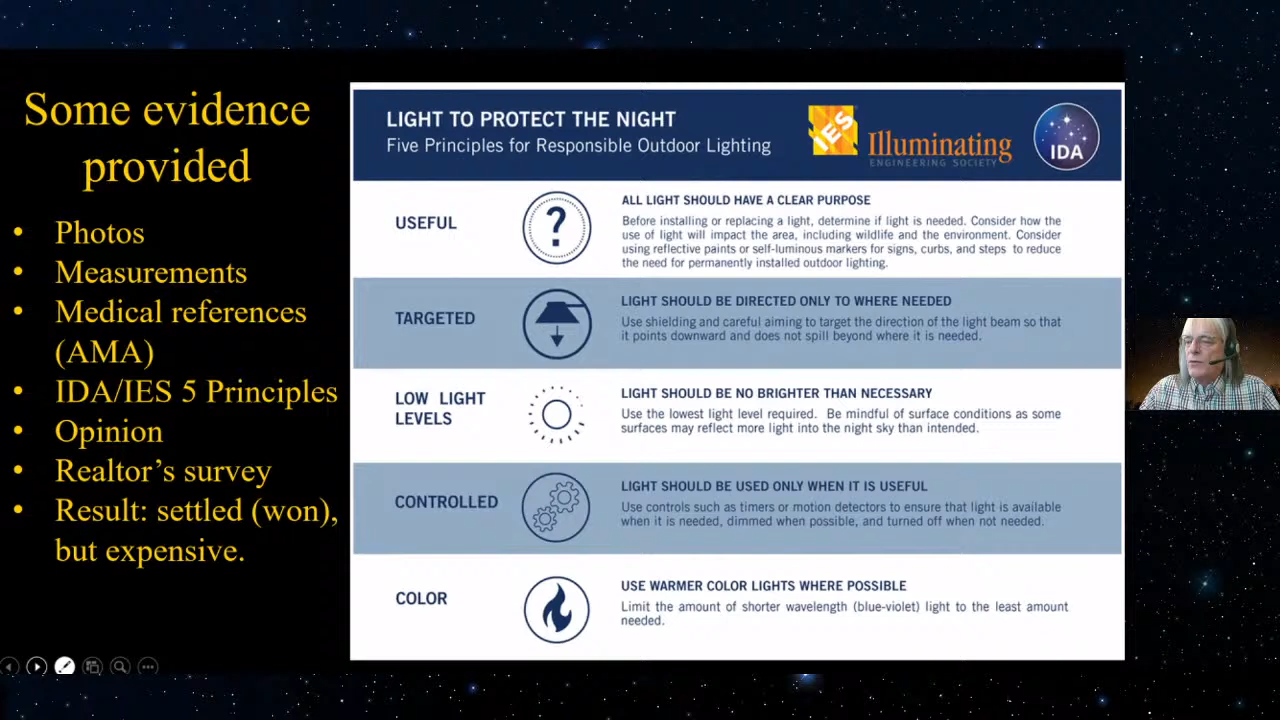 Some evidence
provided
• Photos
• Measurements
• Medical references
(AMA)
• IDA/IES 5 Principles
• Opinion
• Realtor’s survey
• Result: settled (won),
but expensive.
LIGHT TO PROTECT THE NIGHT
Five Principles for Responsible Outdoor Lighting
IES
Illuminating
ENGINEERING SOCIETY
IDA
USEFUL
?
ALL LIGHT SHOULD HAVE A CLEAR PURPOSE
Before installing or replacing a light, determine if light is needed. Consider how the
use of light will impact the area, including wildlife and the environment. Consider
using reflective paints or self-luminous markers for signs, curbs, and steps to reduce
the need for permanently installed outdoor lighting.
TARGETED
LIGHT SHOULD BE DIRECTED ONLY TO WHERE NEEDED
Use shielding and careful aiming to target the direction of the light beam so that
it points downward and does not spill beyond where it is needed.
LOW LIGHT
LEVELS
LIGHT SHOULD BE NO BRIGHTER THAN NECESSARY
Use the lowest light level required. Be mindful of surface conditions as some
surfaces may reflect more light into the night sky than intended.
CONTROLLED
LIGHT SHOULD BE USED ONLY WHEN IT IS USEFUL
Use controls such as timers or motion detectors to ensure that light is available
when it is needed, dimmed when possible, and turned off when not needed.
COLOR
USE WARMER COLOR LIGHTS WHERE POSSIBLE
Limit the amount of shorter wavelength (blue-violet) light to the least amount
needed.